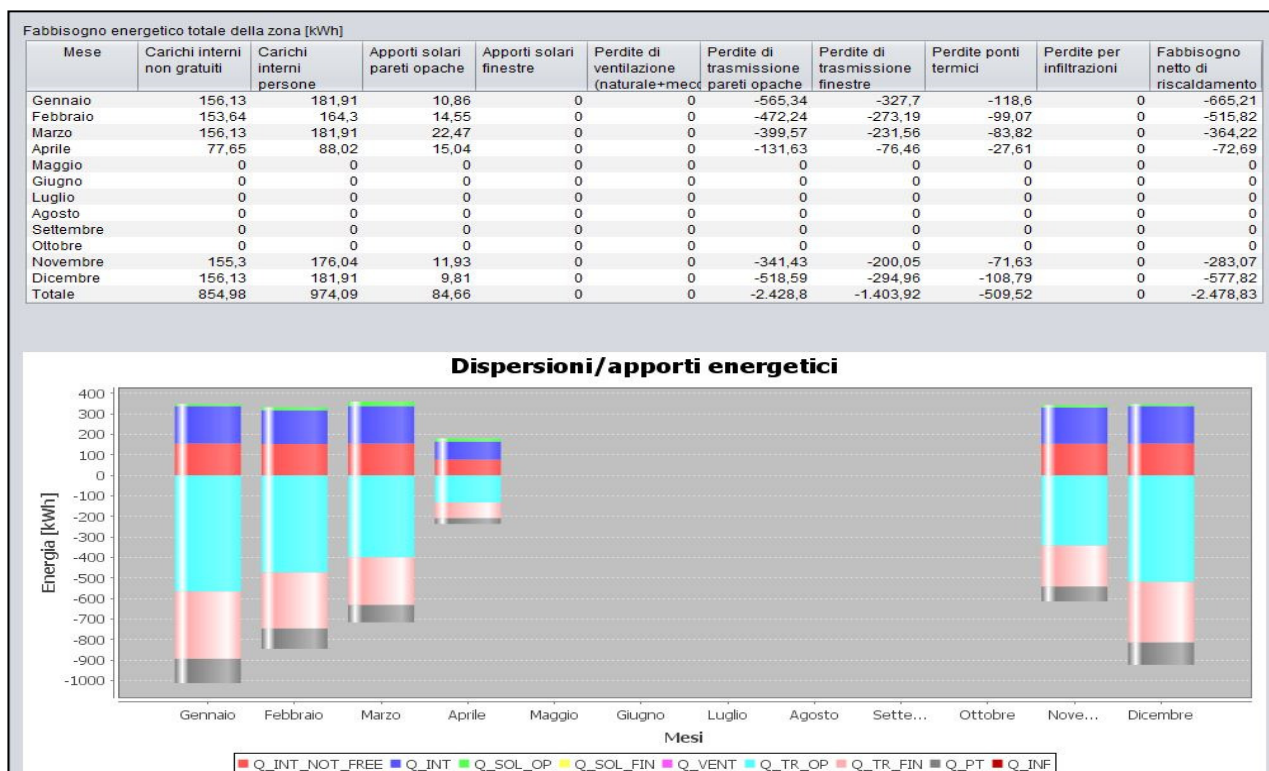 Fabbisogno energetico totale della zona [kWh]
Mese Carichi interni non gratuiti Carichi interni persone Apporti solari pareti opache Apporti solari finestre Perdite di ventilazione (naturale+mecc Perdite di trasmissione pareti opache Perdite di trasmissione finestre Perdite ponti termici Perdite per infiltrazioni Fabbisogno netto di riscaldamento
Gennaio 156,13 181,91 10,86 0 0 -565,34 -327,7 -118,6 0 -665,21
Febbraio 153,64 164,3 14,55 0 0 -472,24 -273,19 -99,07 0 -515,82
Marzo 156,13 181,91 22,47 0 0 -399,57 -231,56 -83,82 0 -364,22
Aprile 77,65 88,02 15,04 0 0 -131,63 -76,46 -27,61 0 -72,69
Maggio 0 0 0 0 0 0 0 0 0 0
Giugno 0 0 0 0 0 0 0 0 0 0
Luglio 0 0 0 0 0 0 0 0 0 0
Agosto 0 0 0 0 0 0 0 0 0 0
Settembre 0 0 0 0 0 0 0 0 0 0
Ottobre 0 0 0 0 0 0 0 0 0 0
Novembre 155,3 176,04 11,93 0 0 -341,43 -200,05 -71,63 0 -283,07
Dicembre 156,13 181,91 9,81 0 0 -518,59 -294,96 -108,79 0 -577,82
Totale 854,98 974,09 84,66 0 0 -2.428,8 -1.403,92 -509,52 0 -2.478,83
Dispersioni/apporti energetici
Energia [kWh]
400
300
200
100
0
-100
-200
-300
-400
-500
-600
-700
-800
-900
-1000
Gennaio Febbraio Marzo Aprile Maggio Giugno Luglio Agosto Sette... Ottobre Nove... Dicembre
Mesi
Q_INT_NOT_FREE Q_INT Q_SOL_OP Q_SOL_FIN Q_VENT Q_TR_OP Q_TR_FIN Q_PT Q_INF